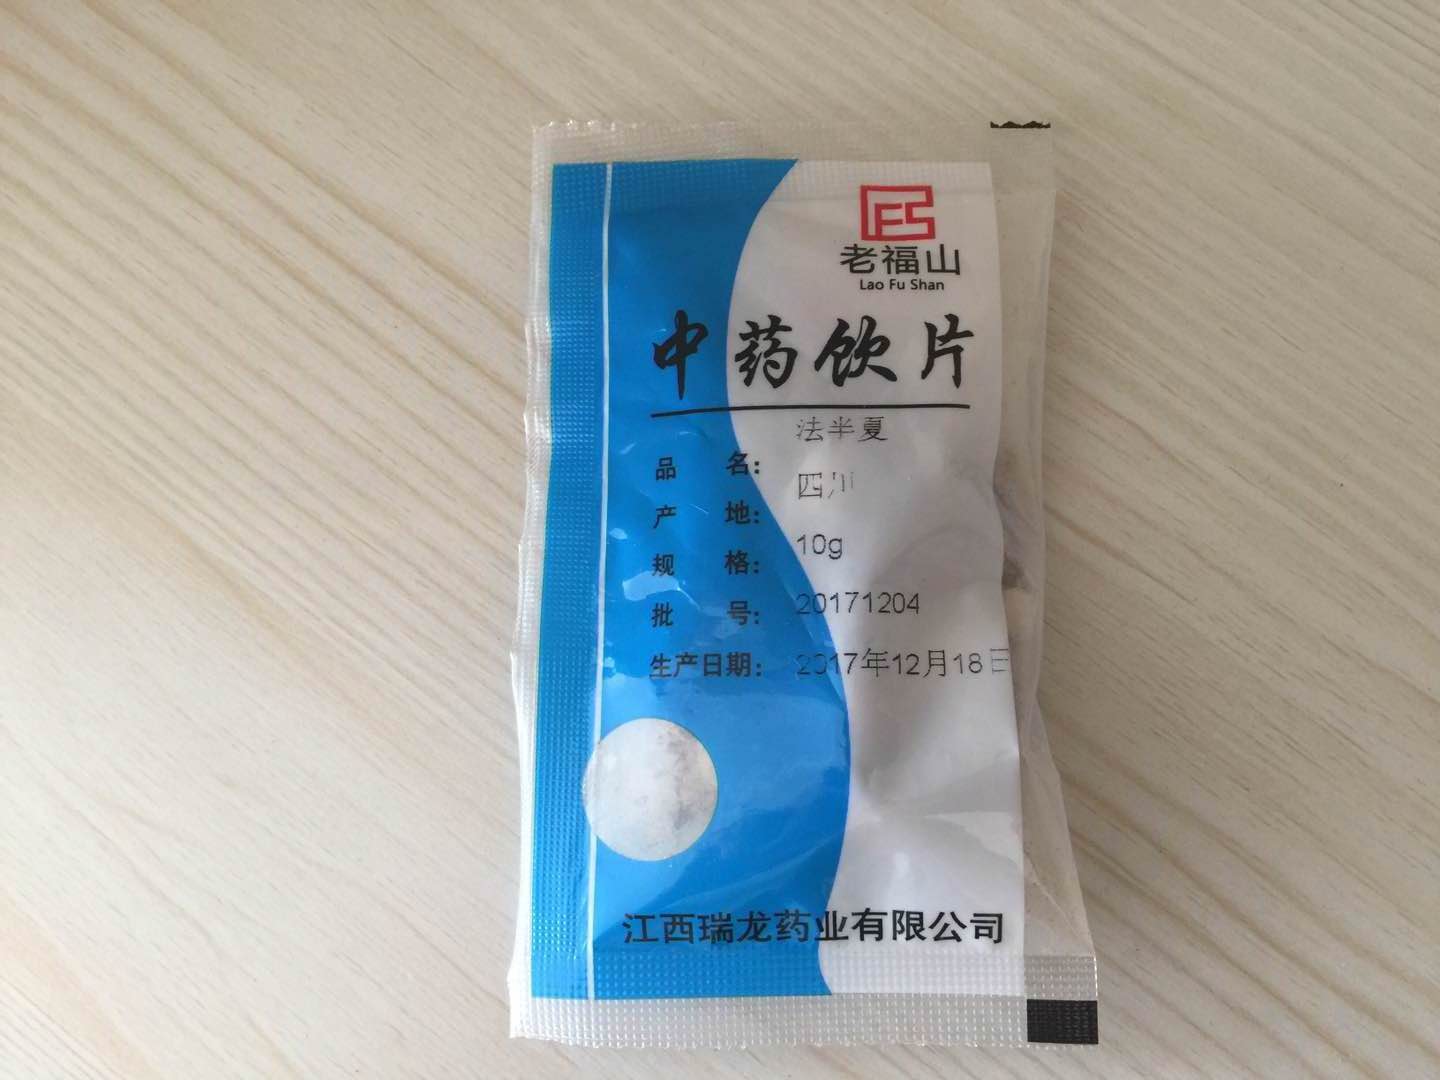 老福山
Lao Fu Shan
中药饮片
法半夏
品 名：
四川
产 地：
10g
规 格：
20171204
批 号：
生产日期： 2017年12月18日
江西瑞龙药业有限公司